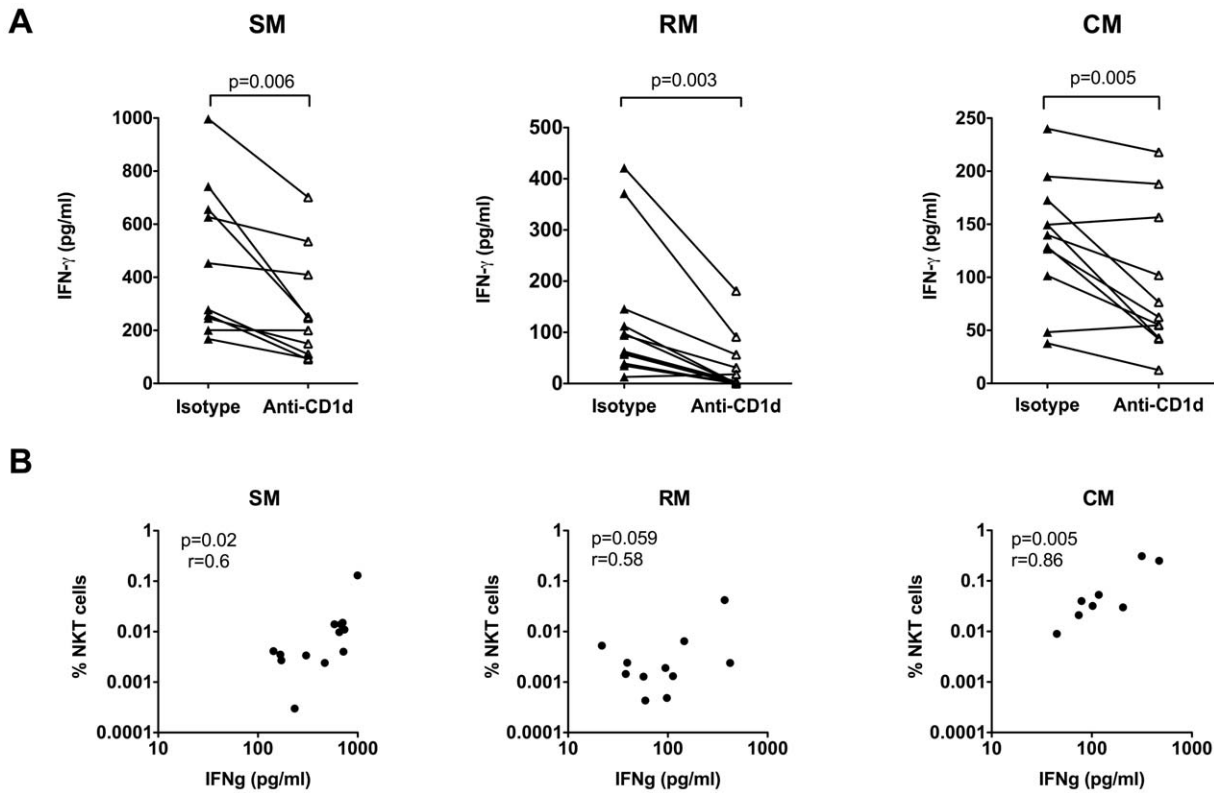 A
SM
RM
CM
p=0.006
p=0.003
p=0.005
IFN-γ (pg/ml)
1000
800
600
400
200
0
Isotype
Anti-CD1d
IFN-γ (pg/ml)
500
400
300
200
100
0
Isotype
Anti-CD1d
IFN-γ (pg/ml)
250
200
150
100
50
0
Isotype
Anti-CD1d
B
SM
p=0.02
r=0.6
% NKT cells
1
0.1
0.01
0.001
0.0001
10
100
1000
IFNg (pg/ml)
RM
p=0.059
r=0.58
% NKT cells
1
0.1
0.01
0.001
0.0001
10
100
1000
IFNg (pg/ml)
CM
p=0.005
r=0.86
% NKT cells
1
0.1
0.01
0.001
0.0001
10
100
1000
IFNg (pg/ml)